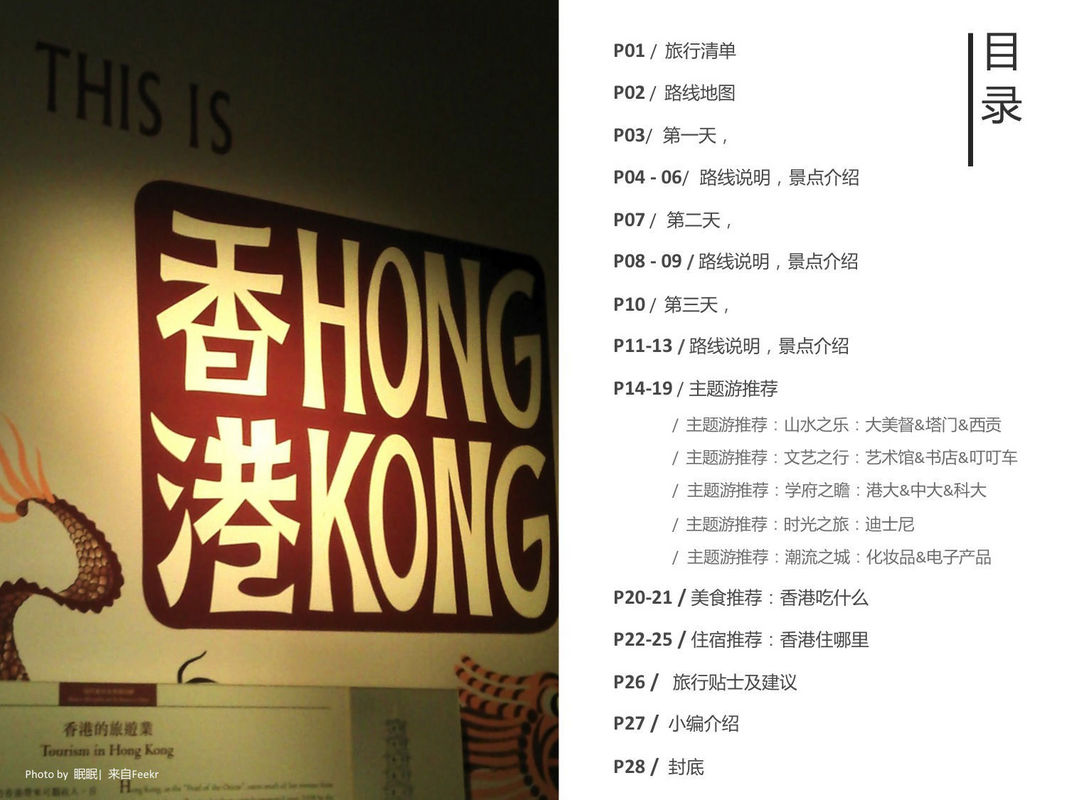 THIS IS
香HONG
港KONG
香港的旅遊業
Tourism in Hong Kong
Photo by 眠眠| 来自Feekr
目
录
P01 / 旅行清单
P02 / 路线地图
P03/ 第一天，
P04 - 06/ 路线说明，景点介绍
P07 / 第二天，
P08 - 09 / 路线说明，景点介绍
P10 / 第三天，
P11-13 / 路线说明，景点介绍
P14-19 / 主题游推荐
/ 主题游推荐：山水之乐：大美督&塔门&西贡
/ 主题游推荐：文艺之行：艺术馆&书店&叮叮车
/ 主题游推荐：学府之瞻：港大&中大&科大
/ 主题游推荐：时光之旅：迪士尼
/ 主题游推荐：潮流之城：化妆品&电子产品
P20-21 / 美食推荐：香港吃什么
P22-25 / 住宿推荐：香港住哪里
P26 / 旅行贴士及建议
P27 / 小编介绍
P28 / 封底